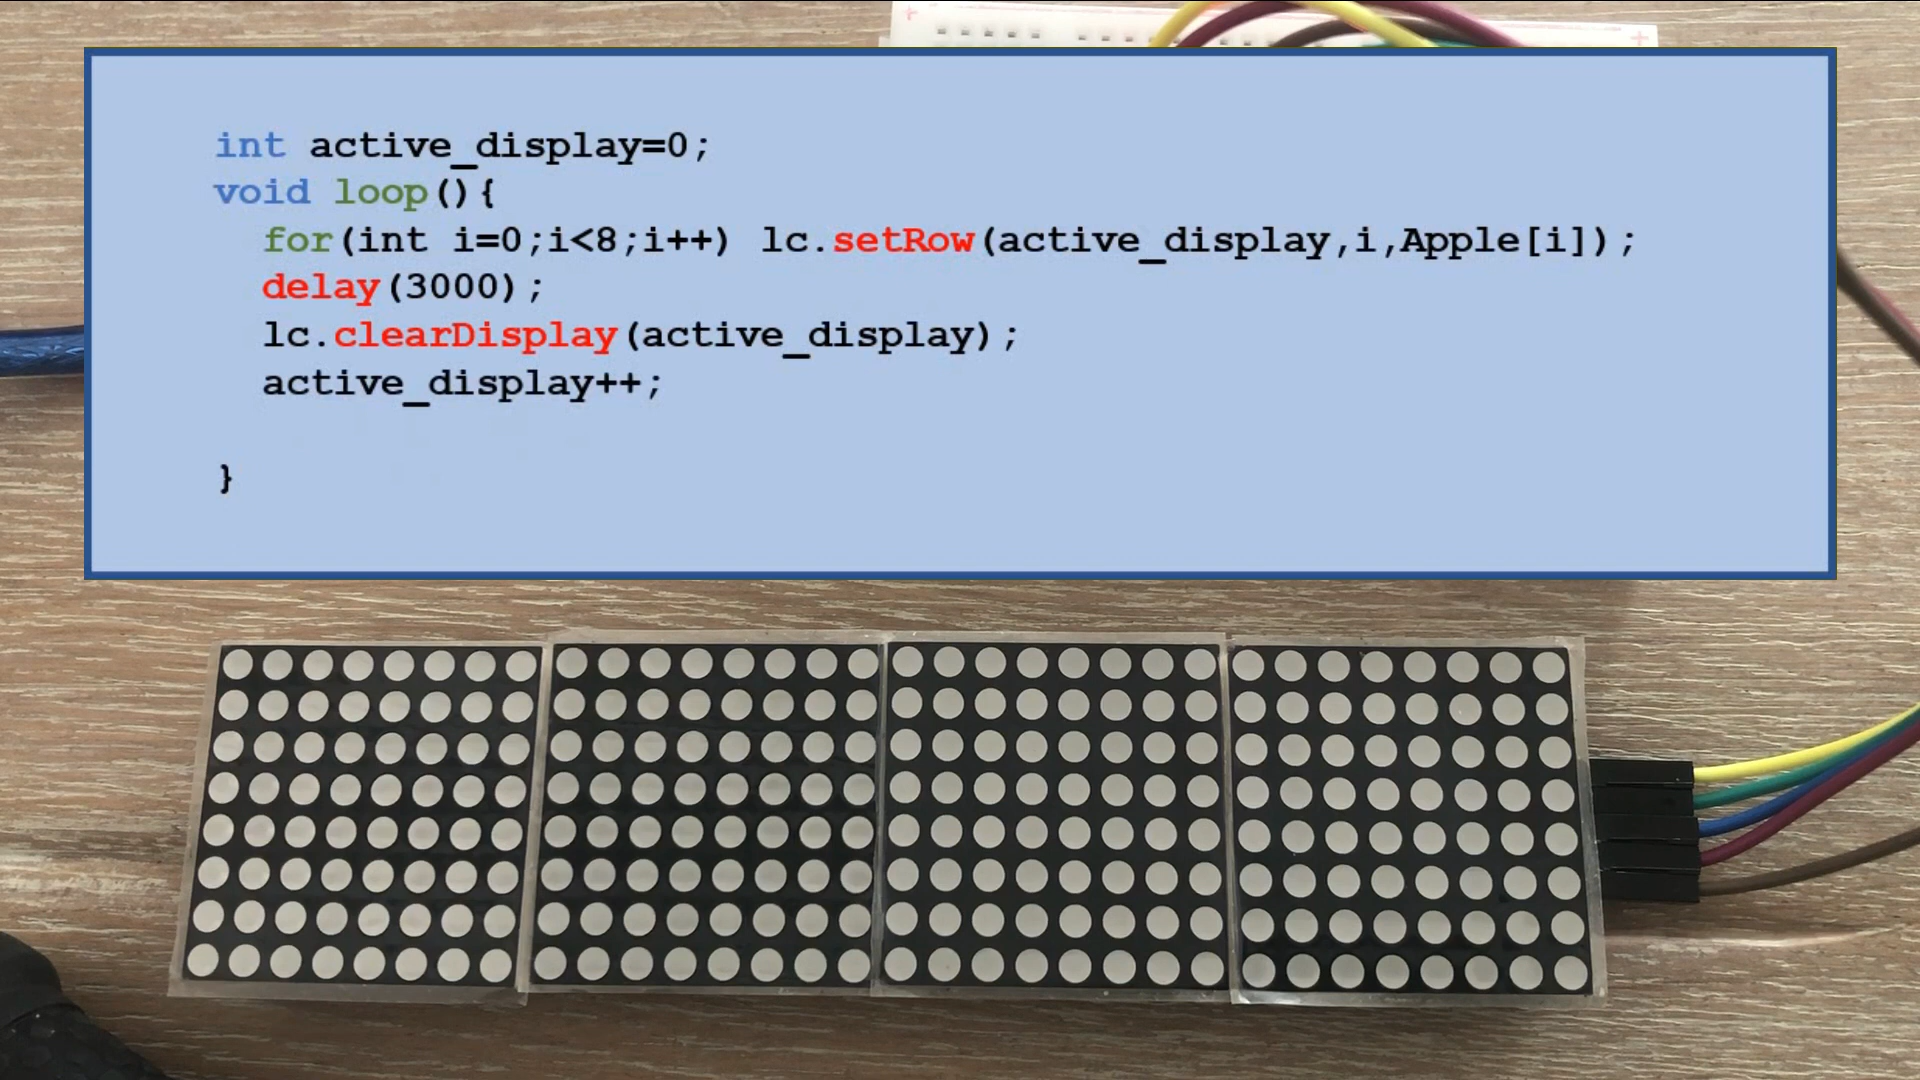 int active_display=0;
void loop(){
for(int i=0;i<8;i++) lc.setRow(active_display,i,Apple[i]);
delay(3000);
lc.clearDisplay(active_display);
active_display++;
}